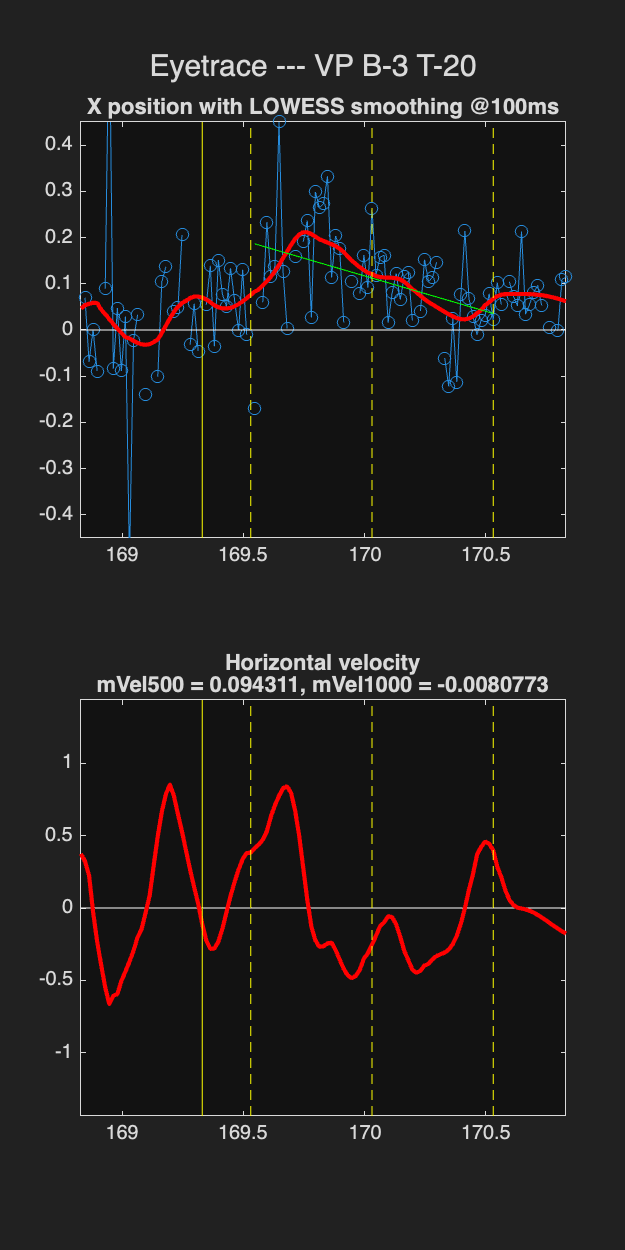 Eyetrace --- VP B-3 T-20
X position with LOWESS smoothing @100ms
0.4
0.3
0.2
0.1
0
-0.1
-0.2
-0.3
-0.4
169 169.5 170 170.5
Horizontal velocity
mVel500 = 0.094311, mVel1000 = -0.0080773
1
0.5
0
-0.5
-1
169 169.5 170 170.5